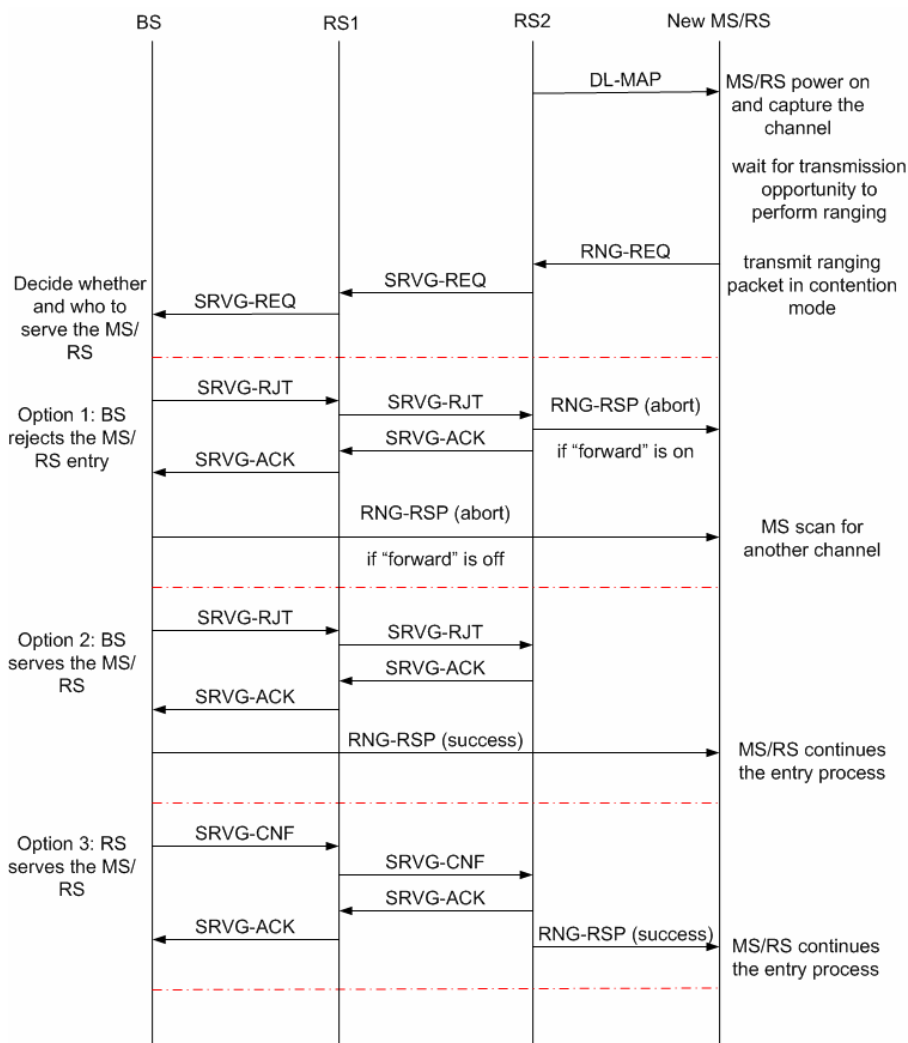 BS
RS1
RS2
New MS/RS
DL-MAP
MS/RS power on
and capture the
channel
wait for transmission
opportunity to
perform ranging
RNG-REQ
transmit ranging
packet in contention
mode
SRVG-REQ
SRVG-REQ
Decide whether
and who to
serve the MS/
RS
SRVG-RJT
SRVG-RJT
RNG-RSP (abort)
Option 1: BS
rejects the MS/
RS entry
SRVG-ACK
if "forward" is on
SRVG-ACK
RNG-RSP (abort)
if "forward" is off
MS scan for
another channel
SRVG-RJT
SRVG-RJT
Option 2: BS
serves the MS/
RS
SRVG-ACK
SRVG-ACK
RNG-RSP (success)
MS/RS continues
the entry process
SRVG-CNF
Option 3: RS
serves the MS/
RS
SRVG-CNF
SRVG-ACK
SRVG-ACK
RNG-RSP (success)
MS/RS continues
the entry process